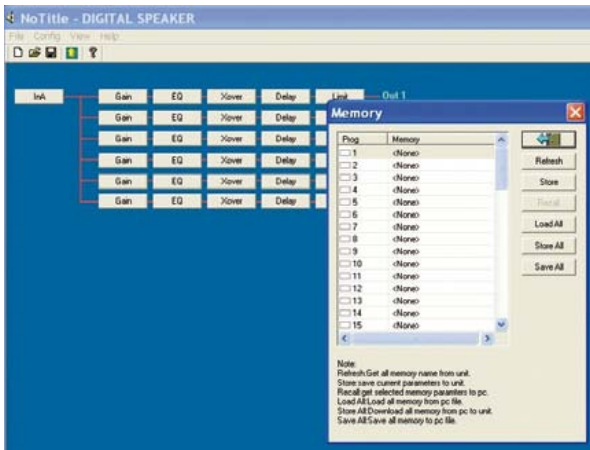 NoTitle - DIGITAL SPEAKER
File Config View Help
InA Gain EQ Xover Delay Limit Out 1
Gain EQ Xover Delay
Gain EQ Xover Delay
Gain EQ Xover Delay
Gain EQ Xover Delay
Gain EQ Xover Delay
Memory
Prog Memory
1 <None>
2 <None>
3 <None>
4 <None>
5 <None>
6 <None>
7 <None>
8 <None>
9 <None>
10 <None>
11 <None>
12 <None>
13 <None>
14 <None>
15 <None>
Refresh
Store
Recall
Load All
Store All
Save All
Note:
Refresh:Get all memory name from unit.
Store:save current parameters to unit.
Recall:get selected memory paramters to pc.
Load All:Load all memory from pc file.
Store All:Download all memory from pc to unit.
Save All:Save all memory to pc file.